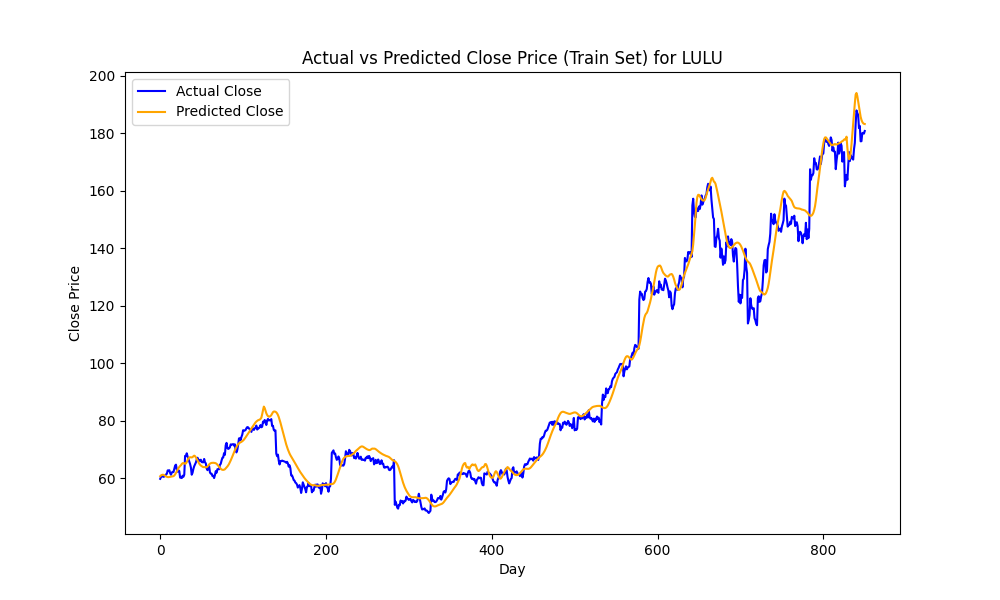 Actual vs Predicted Close Price (Train Set) for LULU
Actual Close
Predicted Close
Close Price
200
180
160
140
120
100
80
60
0 200 400 600 800
Day